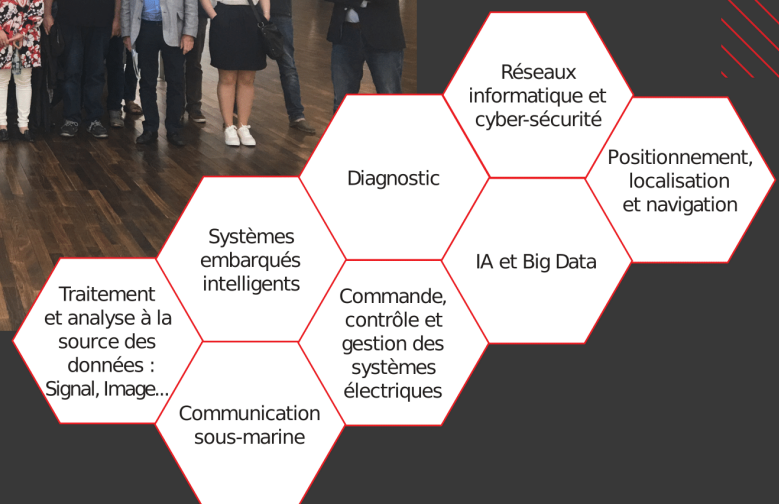 Réseaux
informatique et
cyber-sécurité
Positionnement,
localisation
et navigation
Diagnostic
IA et Big Data
Systèmes
embarqués
intelligents
Commande,
contrôle et
gestion des
systèmes
électriques
Traitement
et analyse à la
source des
données :
Signal, Image...
Communication
sous-marine